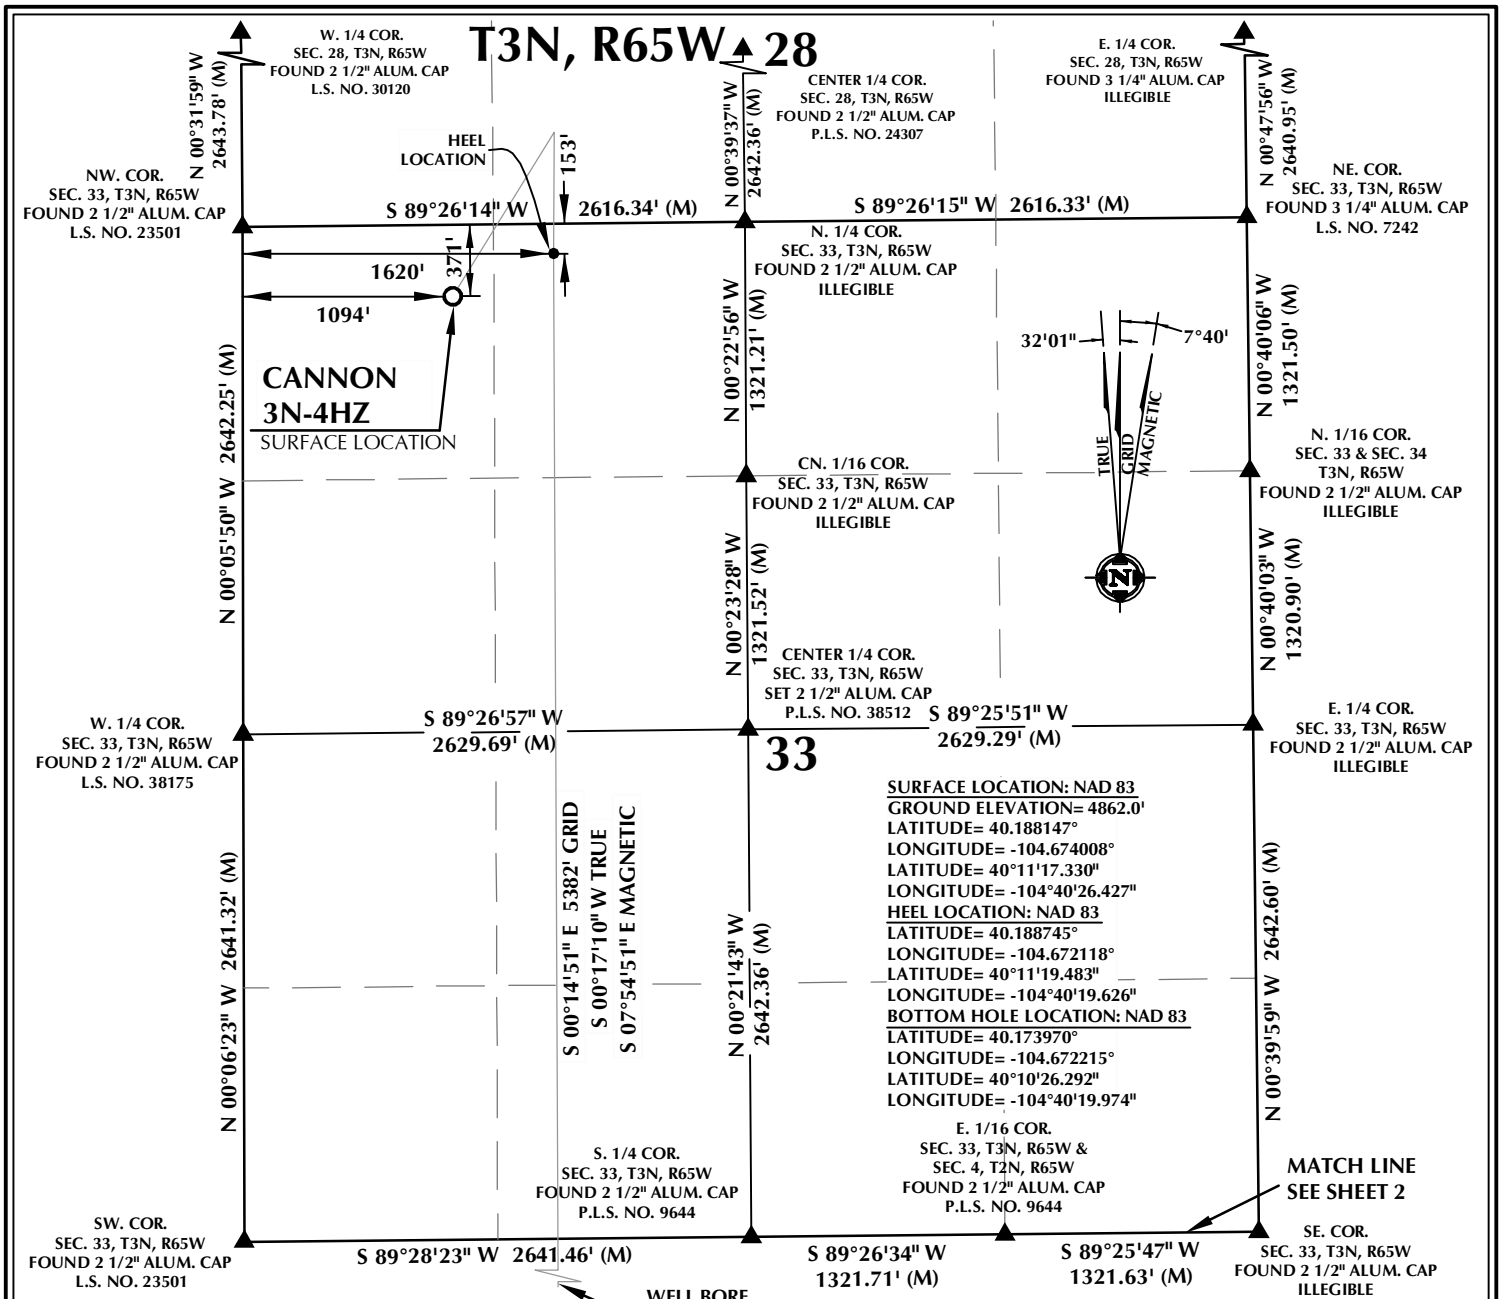 T3N, R65W
28
W. 1/4 COR.
SEC. 28, T3N, R65W
FOUND 2 1/2" ALUM. CAP
L.S. NO. 30120
CENTER 1/4 COR.
SEC. 28, T3N, R65W
FOUND 2 1/2" ALUM. CAP
P.L.S. NO. 24307
E. 1/4 COR.
SEC. 28, T3N, R65W
FOUND 3 1/4" ALUM. CAP
ILLEGIBLE
N 00°31'59" W
2643.78' (M)
N 00°39'37" W
2642.36' (M)
N 00°47'56" W
2640.95' (M)
HEEL
LOCATION
153'
NW. COR.
SEC. 33, T3N, R65W
FOUND 2 1/2" ALUM. CAP
L.S. NO. 23501
NE. COR.
SEC. 33, T3N, R65W
FOUND 3 1/4" ALUM. CAP
L.S. NO. 7242
S 89°26'14" W 2616.34' (M)
S 89°26'15" W 2616.33' (M)
N. 1/4 COR.
SEC. 33, T3N, R65W
FOUND 2 1/2" ALUM. CAP
ILLEGIBLE
371'
1620'
1094'
CANNON
3N-4HZ
SURFACE LOCATION
N 00°05'50" W 2642.25' (M)
N 00°22'56" W
1321.21' (M)
N 00°40'06" W
1321.50' (M)
32'01"
7°40'
TRUE
GRID
MAGNETIC
N
CN. 1/16 COR.
SEC. 33, T3N, R65W
FOUND 2 1/2" ALUM. CAP
ILLEGIBLE
N. 1/16 COR.
SEC. 33 & SEC. 34
T3N, R65W
FOUND 2 1/2" ALUM. CAP
ILLEGIBLE
N 00°23'28" W
1321.52' (M)
N 00°40'03" W
1320.90' (M)
CENTER 1/4 COR.
SEC. 33, T3N, R65W
SET 2 1/2" ALUM. CAP
P.L.S. NO. 38512
W. 1/4 COR.
SEC. 33, T3N, R65W
FOUND 2 1/2" ALUM. CAP
L.S. NO. 38175
S 89°26'57" W
2629.69' (M)
S 89°25'51" W
2629.29' (M)
E. 1/4 COR.
SEC. 33, T3N, R65W
FOUND 2 1/2" ALUM. CAP
ILLEGIBLE
33
SURFACE LOCATION: NAD 83
GROUND ELEVATION= 4862.0'
LATITUDE= 40.188147°
LONGITUDE= -104.674008°
LATITUDE= 40°11'17.330"
LONGITUDE= -104°40'26.427"
HEEL LOCATION: NAD 83
LATITUDE= 40.188745°
LONGITUDE= -104.672118°
LATITUDE= 40°11'19.483"
LONGITUDE= -104°40'19.626"
BOTTOM HOLE LOCATION: NAD 83
LATITUDE= 40.173970°
LONGITUDE= -104.672215°
LATITUDE= 40°10'26.292"
LONGITUDE= -104°40'19.974"
N 00°06'23" W 2641.32' (M)
S 00°14'51" E 5382' GRID
S 00°17'10" W TRUE
S 07°54'51" E MAGNETIC
N 00°21'43" W
2642.36' (M)
N 00°39'59" W 2642.60' (M)
S. 1/4 COR.
SEC. 33, T3N, R65W
FOUND 2 1/2" ALUM. CAP
P.L.S. NO. 9644
E. 1/16 COR.
SEC. 33, T3N, R65W &
SEC. 4, T2N, R65W
FOUND 2 1/2" ALUM. CAP
P.L.S. NO. 9644
MATCH LINE
SEE SHEET 2
SW. COR.
SEC. 33, T3N, R65W
FOUND 2 1/2" ALUM. CAP
L.S. NO. 23501
S 89°28'23" W 2641.46' (M)
S 89°26'34" W
1321.71' (M)
S 89°25'47" W
1321.63' (M)
SE. COR.
SEC. 33, T3N, R65W
FOUND 2 1/2" ALUM. CAP
ILLEGIBLE
WELL BORE